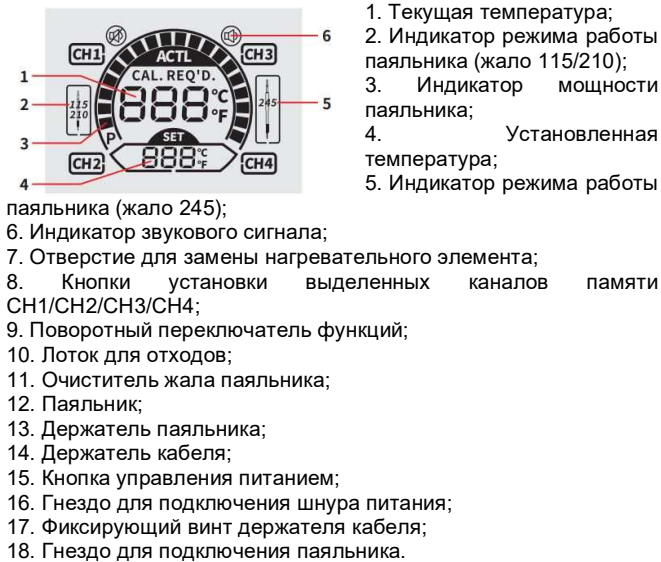 CH1
CH3
ACTL
CAL. REQ'D.
888 °C °F
115
210
245
P
SET
888 °C °F
CH2
CH4
1
2
3
4
5
6
1. Текущая температура;
2. Индикатор режима работы
паяльника (жало 115/210);
3. Индикатор мощности
паяльника;
4. Установленная
температура;
5. Индикатор режима работы
паяльника (жало 245);
6. Индикатор звукового сигнала;
7. Отверстие для замены нагревательного элемента;
8. Кнопки установки выделенных каналов памяти
CH1/CH2/CH3/CH4;
9. Поворотный переключатель функций;
10. Лоток для отходов;
11. Очиститель жала паяльника;
12. Паяльник;
13. Держатель паяльника;
14. Держатель кабеля;
15. Кнопка управления питанием;
16. Гнездо для подключения шнура питания;
17. Фиксирующий винт держателя кабеля;
18. Гнездо для подключения паяльника.